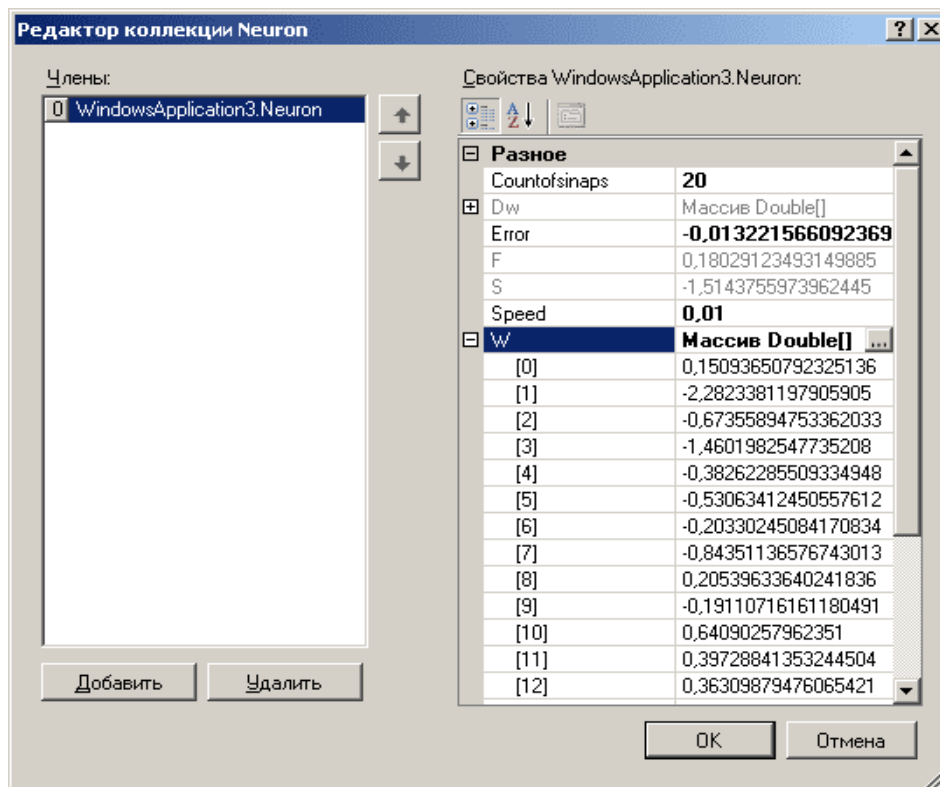 Редактор коллекции Neuron
Члены:
0 WindowsApplication3.Neuron
Добавить Удалить
Свойства WindowsApplication3.Neuron:
Разное
Countofsinaps 20
Dw Массив Double[]
Error -0,013221566092369
F 0,18029123493149885
S -1,5143755973962445
Speed 0,01
W Массив Double[] ...
[0] 0,15093650792325136
[1] -2,2823381197905905
[2] -0,67355894753362033
[3] -1,4601982547735208
[4] -0,38262285509334948
[5] -0,53063412450557612
[6] -0,20330245084170834
[7] -0,84351136576743013
[8] 0,20539633640241836
[9] -0,19110716161180491
[10] 0,64090257962351
[11] 0,39728841353244504
[12] 0,36309879476065421
OK Отмена